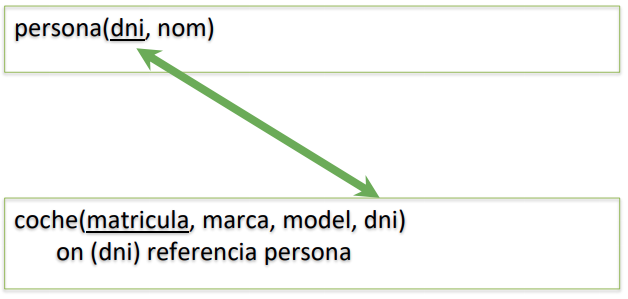 persona(dni, nom)
coche(matricula, marca, model, dni)
on (dni) referencia persona